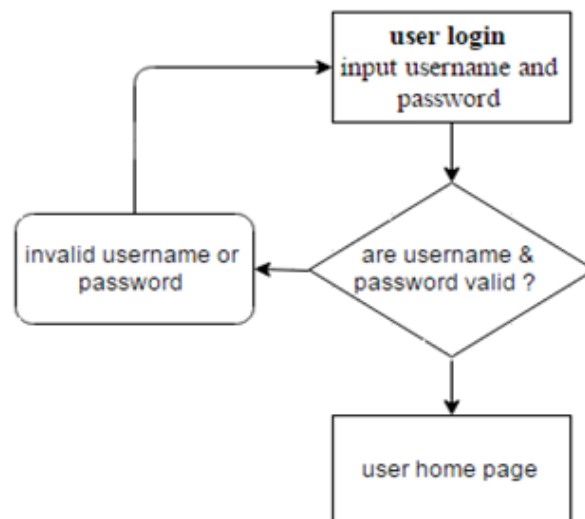 user login
input username and
password
are username &
password valid ?
invalid username or
password
user home page